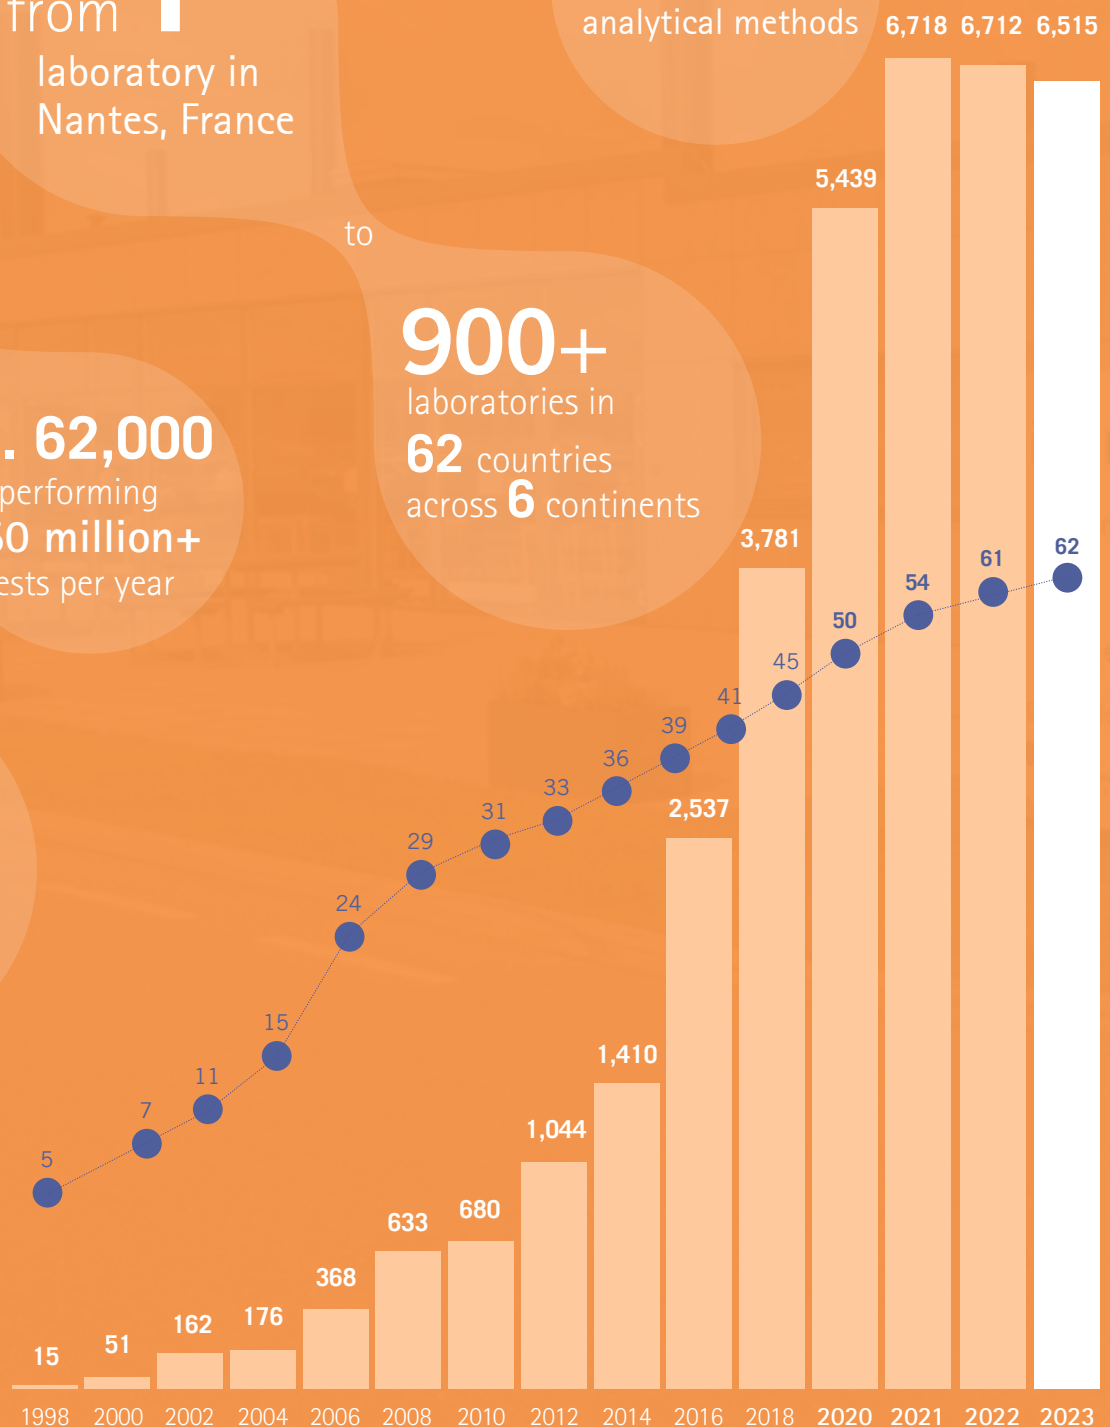 from 1
laboratory in
Nantes, France
analytical methods
to
900+
laboratories in
62 countries
across 6 continents
. 62,000
performing
50 million+
ests per year
6,718 6,712 6,515
5,439
3,781
2,537
1,410
1,044
680
633
368
176
162
51
15
5
7
11
15
24
29
31
33
36
39
41
45
50
54
61
62
1998 2000 2002 2004 2006 2008 2010 2012 2014 2016 2018 2020 2021 2022 2023